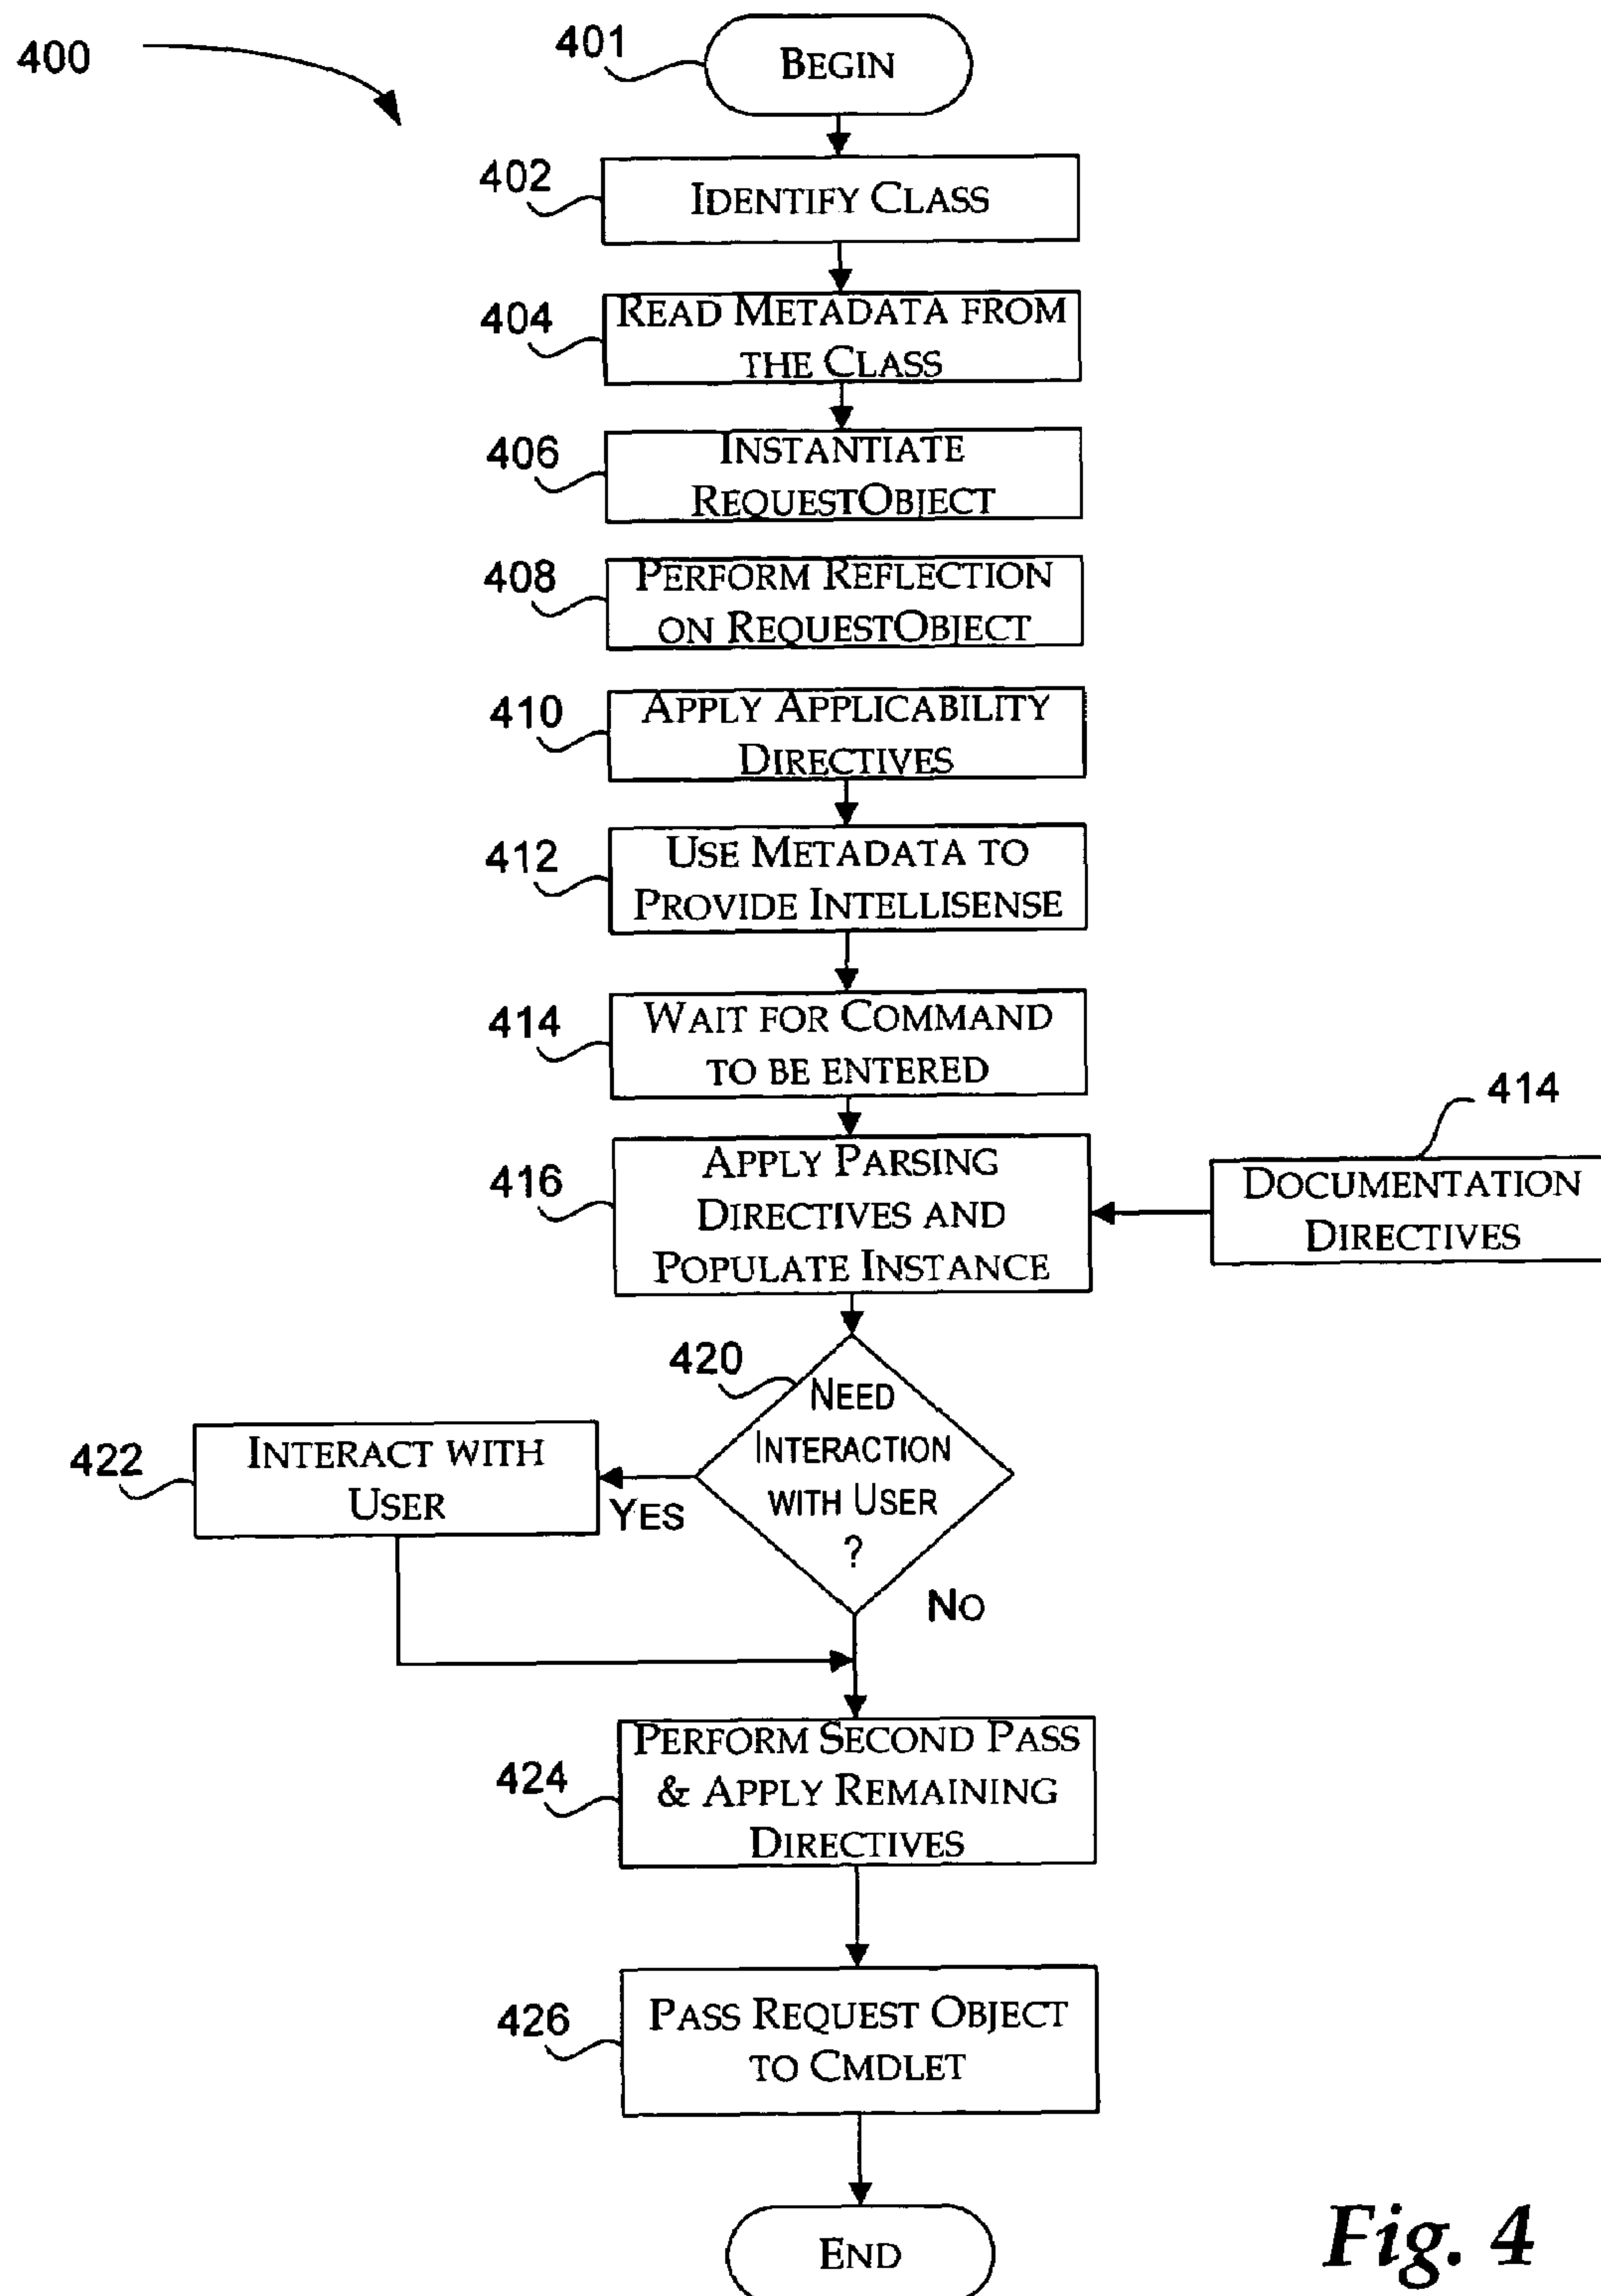 400
401
BEGIN
402
IDENTIFY CLASS
404
READ METADATA FROM
THE CLASS
406
INSTANTIATE
REQUESTOBJECT
408
PERFORM REFLECTION
ON REQUESTOBJECT
410
APPLY APPLICABILITY
DIRECTIVES
412
USE METADATA TO
PROVIDE INTELLISENSE
414
WAIT FOR COMMAND
TO BE ENTERED
414
416
APPLY PARSING
DIRECTIVES AND
POPULATE INSTANCE
DOCUMENTATION
DIRECTIVES
420
NEED
INTERACTION
WITH USER
?
422
INTERACT WITH
USER
YES
NO
424
PERFORM SECOND PASS
& APPLY REMAINING
DIRECTIVES
426
PASS REQUEST OBJECT
TO CMDLET
END
Fig. 4